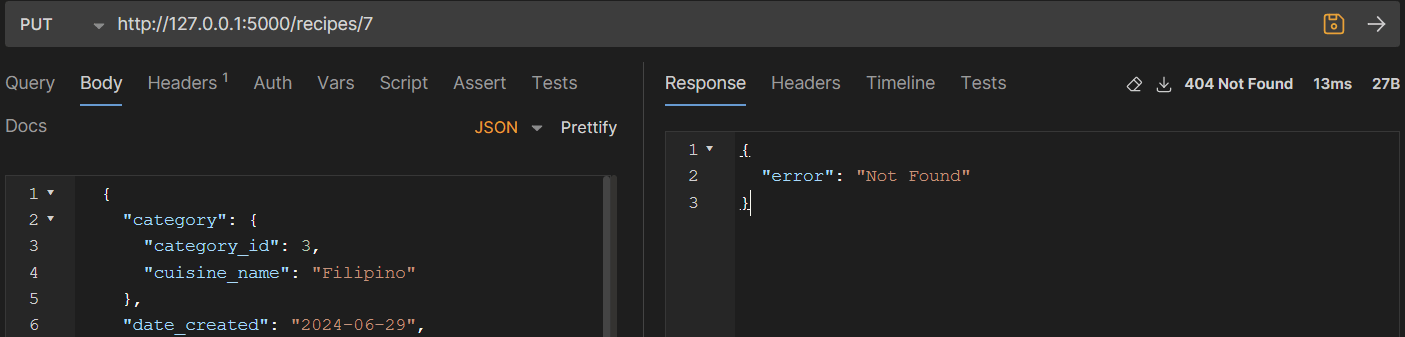 PUT http://127.0.0.1:5000/recipes/7
Query Body Headers 1 Auth Vars Script Assert Tests
Docs JSON Prettify
1 {
2 "category": {
3 "category_id": 3,
4 "cuisine_name": "Filipino"
5 },
6 "date_created": "2024-06-29",
Response Headers Timeline Tests 404 Not Found 13ms 27B
1 {
2 "error": "Not Found"
3 }